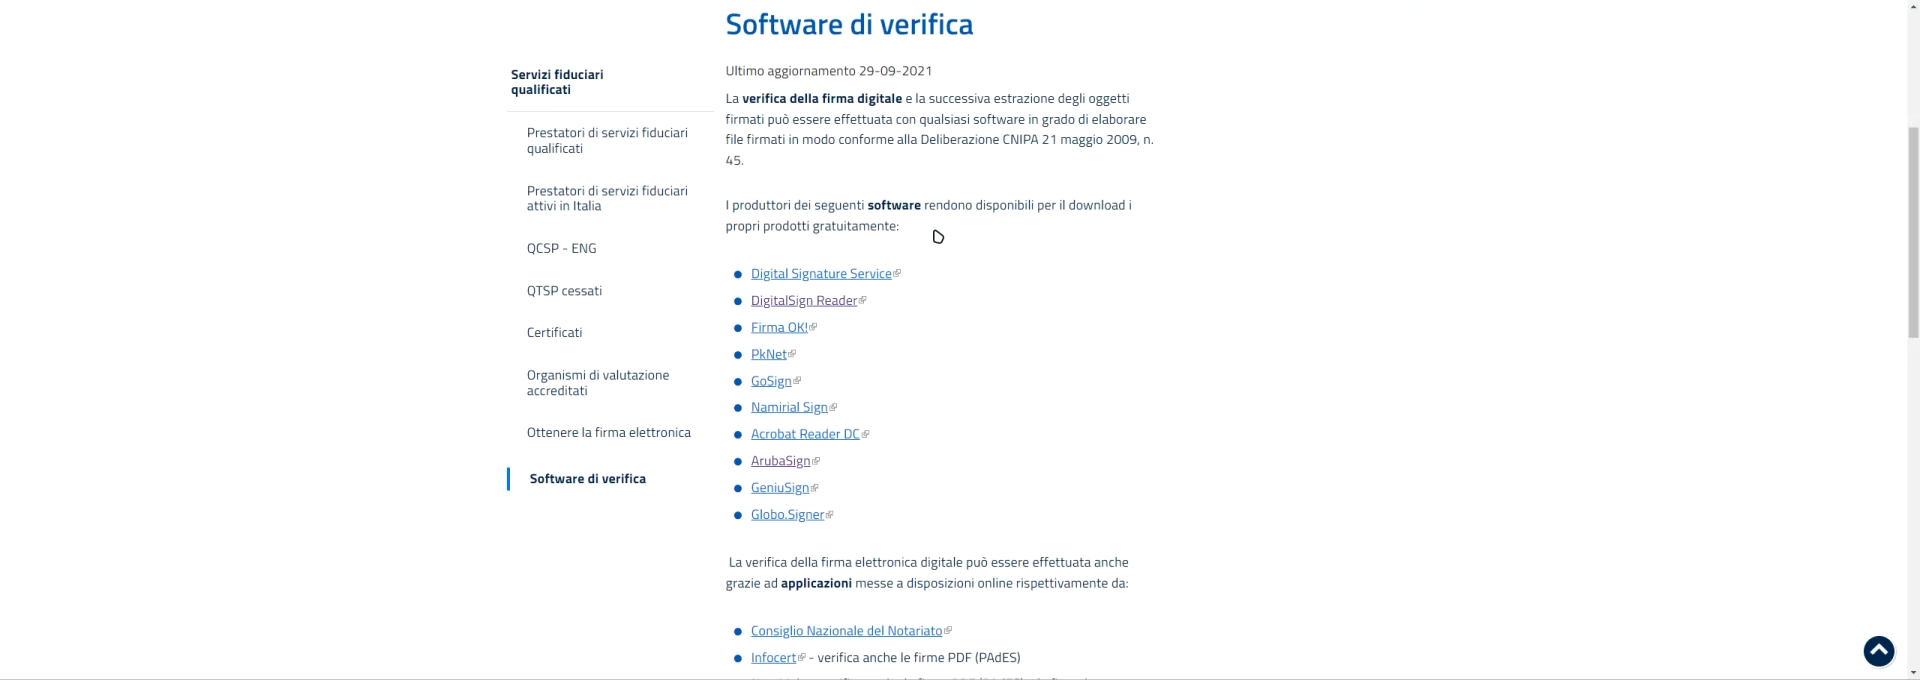 Software di verifica
Servizi fiduciari
qualificati
Prestatori di servizi fiduciari
qualificati
Prestatori di servizi fiduciari
attivi in Italia
QCSP - ENG
QTSP cessati
Certificati
Organismi di valutazione
accreditati
Ottenere la firma elettronica
Software di verifica
Ultimo aggiornamento 29-09-2021
La verifica della firma digitale e la successiva estrazione degli oggetti
firmati può essere effettuata con qualsiasi software in grado di elaborare
file firmati in modo conforme alla Deliberazione CNIPA 21 maggio 2009, n.
45.
I produttori dei seguenti software rendono disponibili per il download i
propri prodotti gratuitamente:
Digital Signature Service
DigitalSign Reader
Firma OK!
PkNet
GoSign
Namirial Sign
Acrobat Reader DC
ArubaSign
GeniuSign
Globo.Signer
La verifica della firma elettronica digitale può essere effettuata anche
grazie ad applicazioni messe a disposizioni online rispettivamente da:
Consiglio Nazionale del Notariato
Infocert - verifica anche le firme PDF (PAdES)